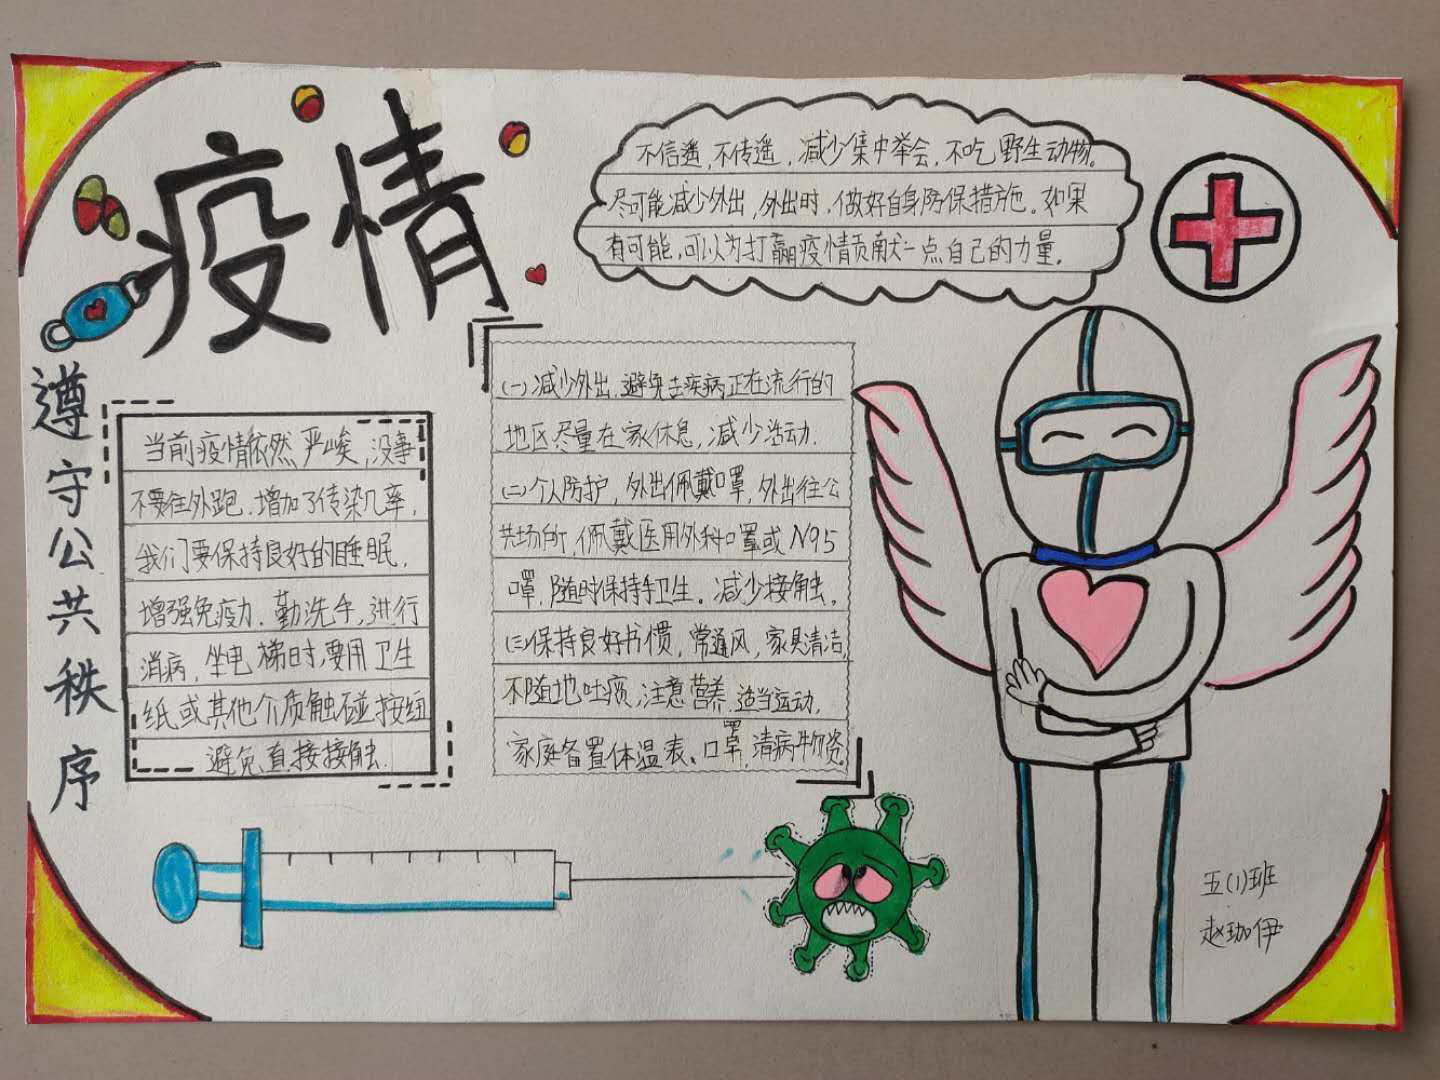 疫情
不信遥，不传遥，减少集中举会，不吃野生动物。
尽可能减少外出，外出时，做好自身防保措施。如果
有可能，可以为打赢疫情贡献一点自己的力量。
遵守公共秩序
当前疫情依然严峻，没事
不要往外跑，增加了传染几率，
我们要保持良好的睡眠，
增强免疫力，勤洗手，进行
消病，坐电梯时，要用卫生
纸或其他介质触碰按纽
避免直接接触.
(一)减少外出，避免去疾病正在流行的
地区尽量在家休息，减少活动.
(二)个人防护，外出佩戴口罩，外出往公
共场所，佩戴医用外科口罩或N95
口罩，随时保持手卫生。减少接触。
(三)保持良好习惯，常通风，家具清洁，
不随地吐痰，注意营养，适当运动，
家庭备置体温表、口罩，清病物资
五(1)班
赵珈伊